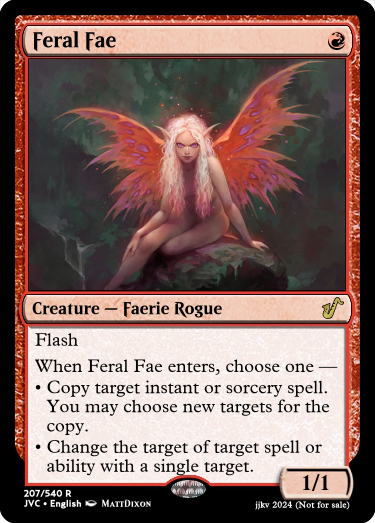 Feral Fae
Creature — Faerie Rogue
Flash
When Feral Fae enters, choose one —
• Copy target instant or sorcery spell.
You may choose new targets for the
copy.
• Change the target of target spell or
ability with a single target.
1/1
207/540 R
JVC • English MATTDIXON
jjkv 2024 (Not for sale)